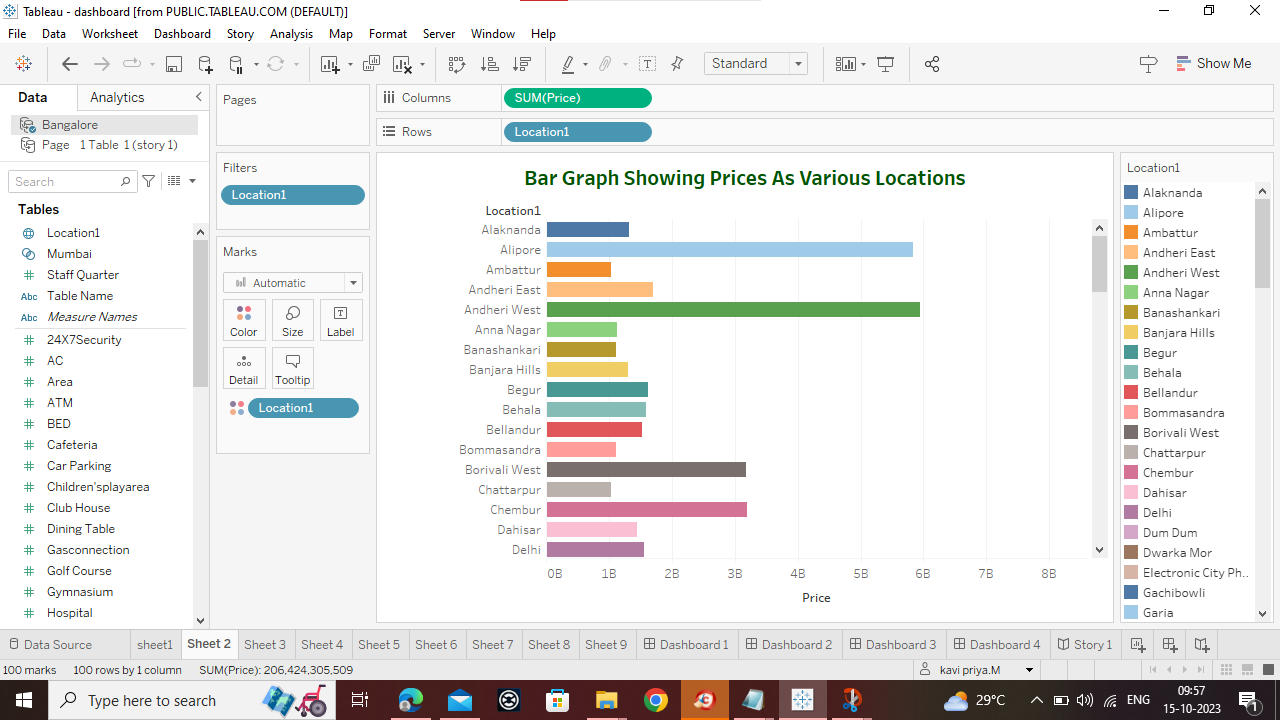 Tableau - dashboard [from PUBLIC.TABLEAU.COM (DEFAULT)]
File Data Worksheet Dashboard Story Analysis Map Format Server Window Help
Standard
Show Me
Data Analytics
Bangalore
Page 1 Table 1 (story 1)
Search
Tables
Location1
Mumbai
Staff Quarter
Abc Table Name
Abc Measure Names
24X7Security
AC
Area
ATM
BED
Cafeteria
Car Parking
Children'splayarea
Club House
Dining Table
Gasconnection
Golf Course
Gymnasium
Hospital
Pages
Filters
Location1
Marks
Automatic
Color Size Label
Detail Tooltip
Location1
Columns SUM(Price)
Rows Location1
Bar Graph Showing Prices As Various Locations
Location1
Alaknanda
Alipore
Ambattur
Andheri East
Andheri West
Anna Nagar
Banashankari
Banjara Hills
Begur
Behala
Bellandur
Bommasandra
Borivali West
Chattarpur
Chembur
Dahisar
Delhi
0B 1B 2B 3B 4B 5B 6B 7B 8B
Price
Location1
Alaknanda
Alipore
Ambattur
Andheri East
Andheri West
Anna Nagar
Banashankari
Banjara Hills
Begur
Behala
Bellandur
Bommasandra
Borivali West
Chattarpur
Chembur
Dahisar
Delhi
Dum Dum
Dwarka Mor
Electronic City Ph..
Gachibowli
Garia
Data Source sheet1 Sheet 2 Sheet 3 Sheet 4 Sheet 5 Sheet 6 Sheet 7 Sheet 8 Sheet 9 Dashboard 1 Dashboard 2 Dashboard 3 Dashboard 4 Story 1
100 marks 100 rows by 1 column SUM(Price): 206,424,305,509 kavi priya.M
Type here to search
29°C ENG 09:57
15-10-2023
1